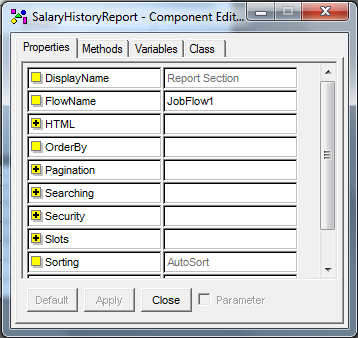 SalaryHistoryReport - Component Edit...
Properties Methods Variables Class
DisplayName Report Section
FlowName JobFlow1
HTML
OrderBy
Pagination
Searching
Security
Slots
Sorting AutoSort
Default Apply Close Parameter